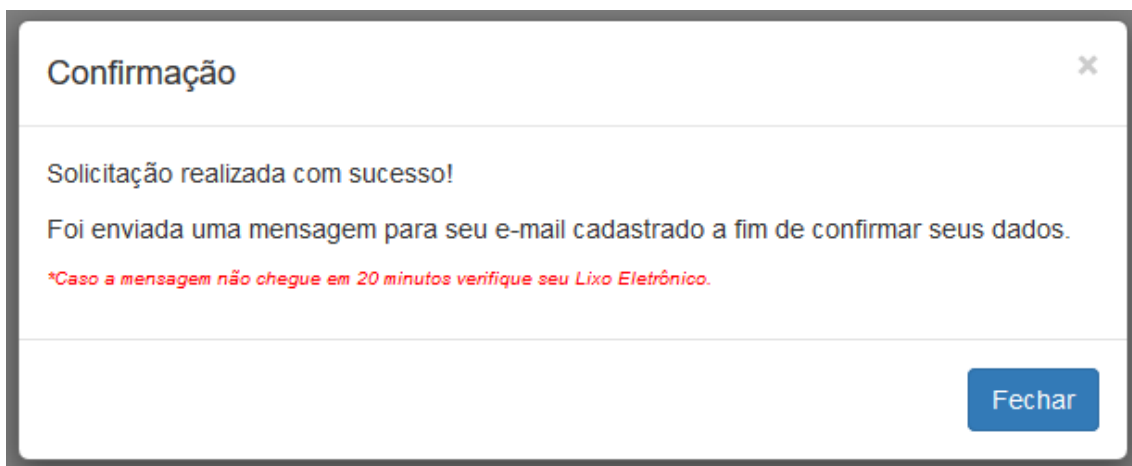 Confirmação
×
Solicitação realizada com sucesso!
Foi enviada uma mensagem para seu e-mail cadastrado a fim de confirmar seus dados.
*Caso a mensagem não chegue em 20 minutos verifique seu Lixo Eletrônico.
Fechar